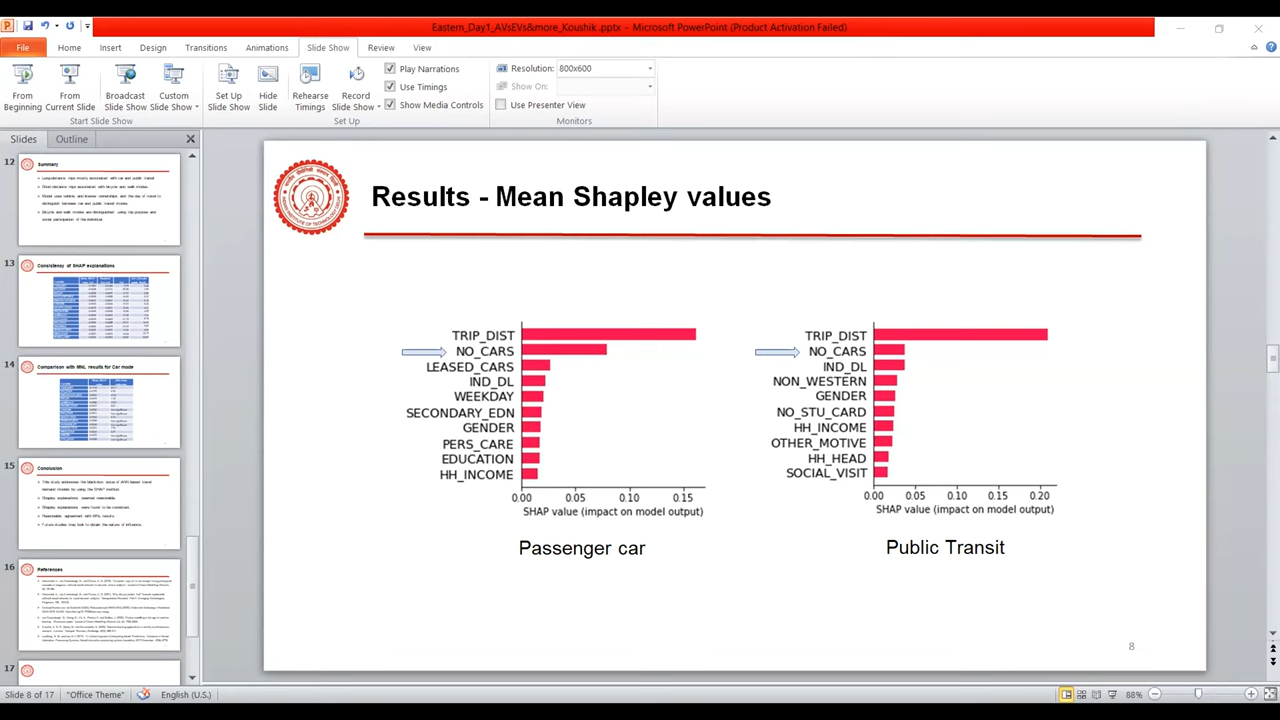 Eastern_Day1_AVsEVs&more_Koushik .pptx - Microsoft PowerPoint (Product Activation Failed)
File Home Insert Design Transitions Animations Slide Show Review View
From Beginning
From Current Slide
Broadcast Slide Show
Custom Slide Show
Start Slide Show
Set Up Slide Show
Hide Slide
Rehearse Timings
Record Slide Show
Play Narrations
Use Timings
Show Media Controls
Set Up
Resolution: 800x600
Show On:
Use Presenter View
Monitors
Slides Outline
12
Summary
13
Consistency of SHAP explanations
14
Comparison with MNL results for Car mode
15
Conclusion
16
References
17
Results - Mean Shapley values
TRIP_DIST
NO_CARS
LEASED_CARS
IND_DL
WEEKDAY
SECONDARY_EDN
GENDER
PERS_CARE
EDUCATION
HH_INCOME
0.00 0.05 0.10 0.15
SHAP value (impact on model output)
Passenger car
TRIP_DIST
NO_CARS
IND_DL
NON_WESTERN
GENDER
NO_STU_CARD
HH_INCOME
OTHER_MOTIVE
HH_HEAD
SOCIAL_VISIT
0.00 0.05 0.10 0.15 0.20
SHAP value (impact on model output)
Public Transit
8
Slide 8 of 17 "Office Theme" English (U.S.) 88%